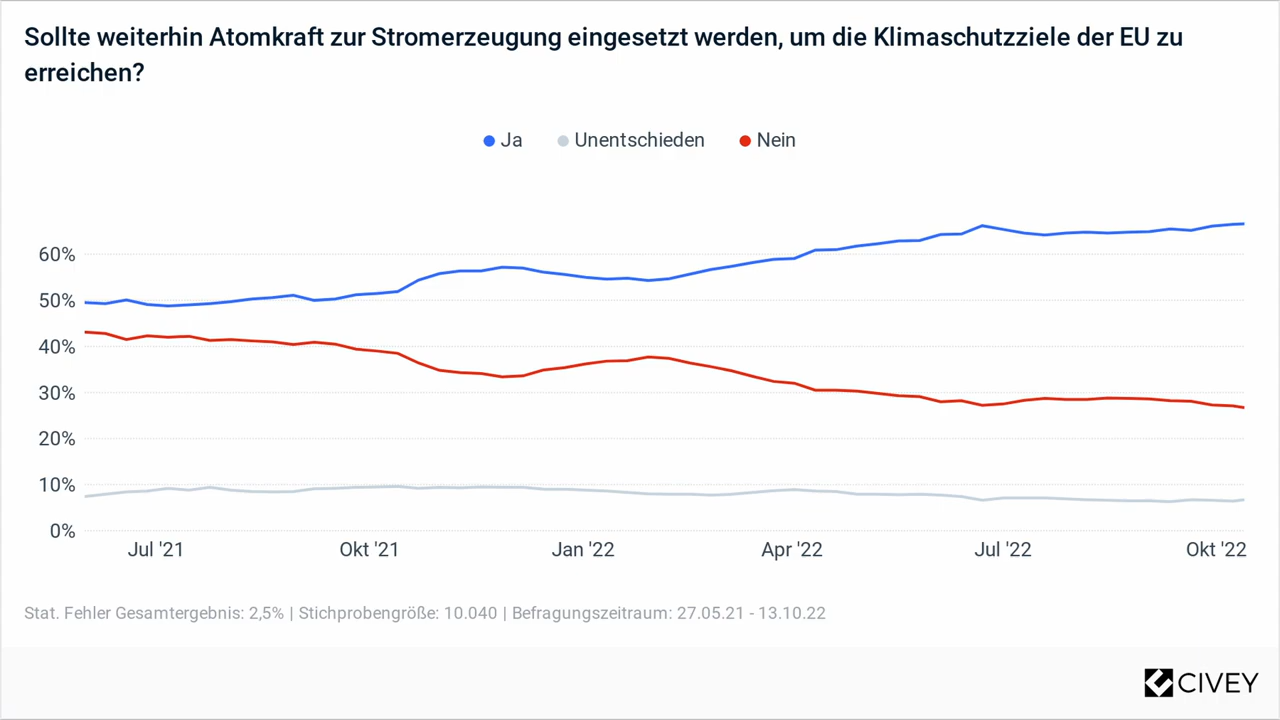 Sollte weiterhin Atomkraft zur Stromerzeugung eingesetzt werden, um die Klimaschutzziele der EU zu
erreichen?
Ja Unentschieden Nein
60%
50%
40%
30%
20%
10%
0%
Jul '21 Okt '21 Jan '22 Apr '22 Jul '22 Okt '22
Stat. Fehler Gesamtergebnis: 2,5% | Stichprobengröße: 10.040 | Befragungszeitraum: 27.05.21 - 13.10.22
CIVEY